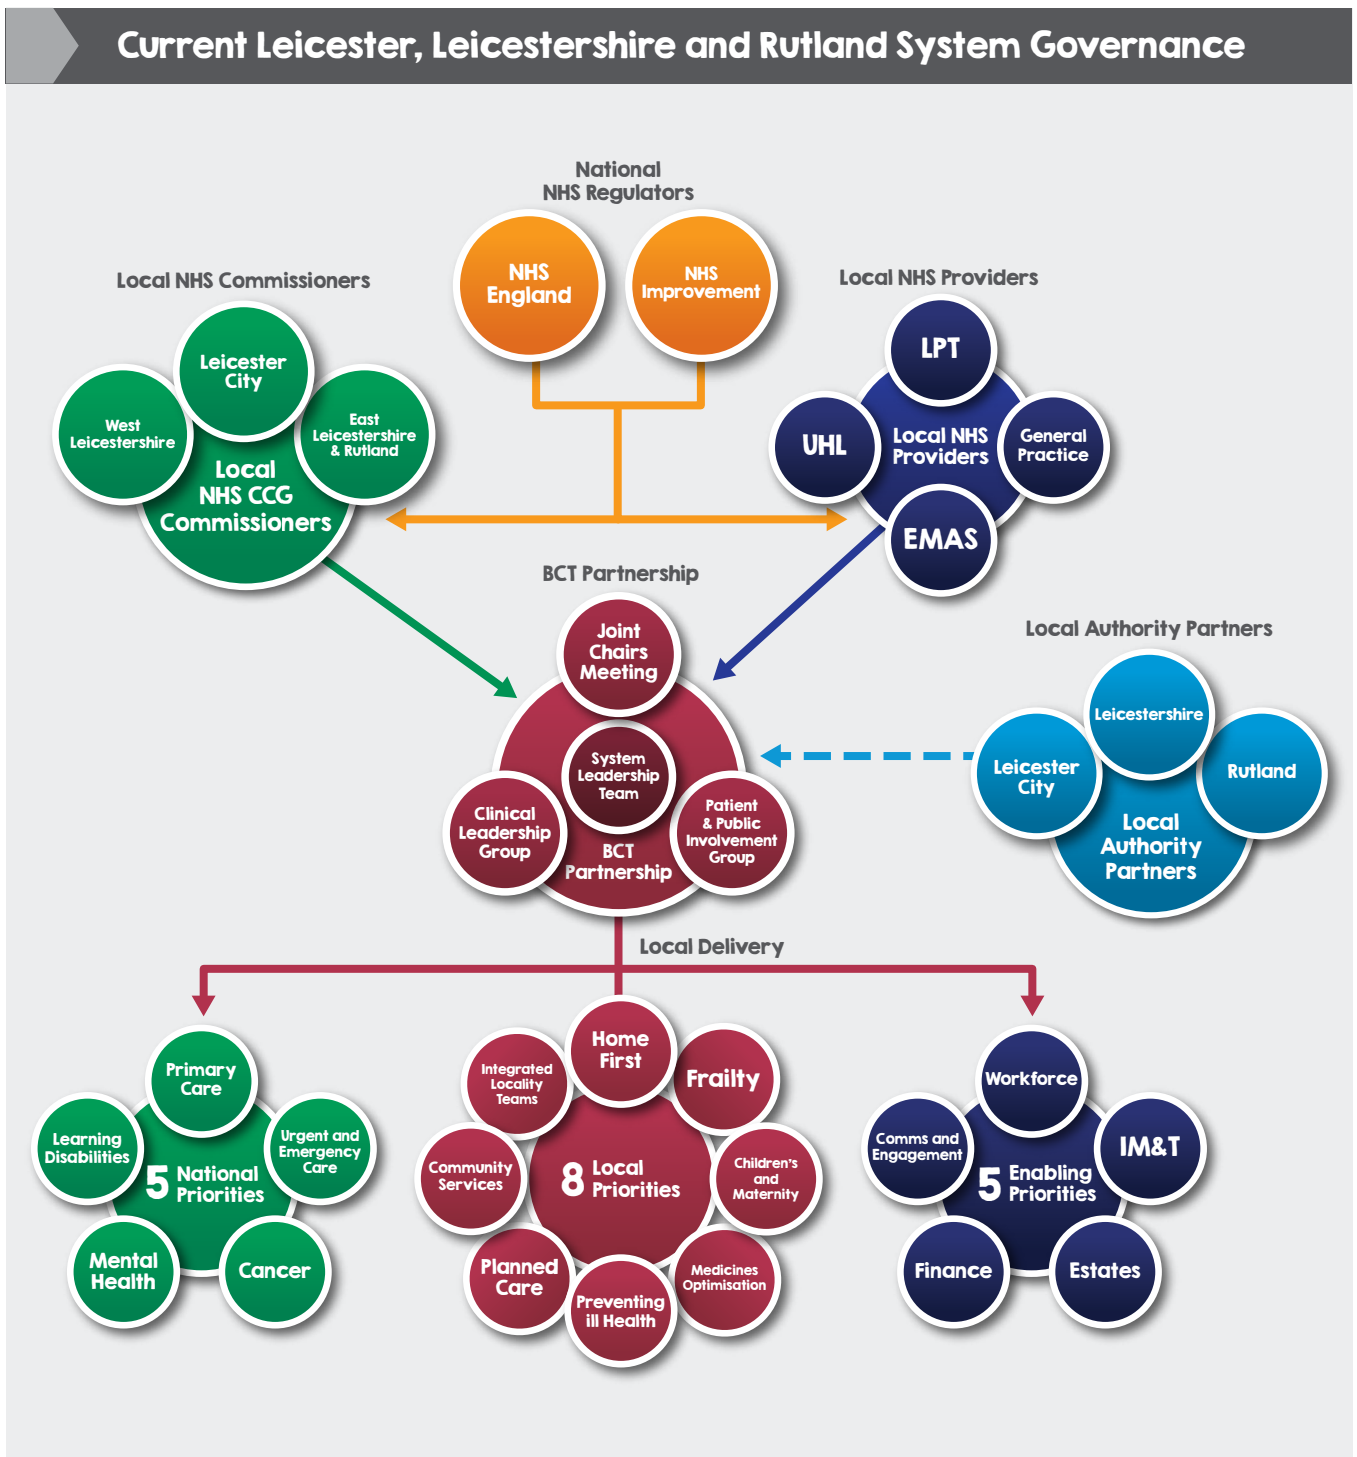 Current Leicester, Leicestershire and Rutland System Governance
National
NHS Regulators
NHS
England
NHS
Improvement
Local NHS Commissioners
Leicester
City
West
Leicestershire
East
Leicestershire
& Rutland
Local
NHS CCG
Commissioners
Local NHS Providers
LPT
UHL
Local NHS
Providers
General
Practice
EMAS
BCT Partnership
Joint
Chairs
Meeting
System
Leadership
Team
Clinical
Leadership
Group
Patient
& Public
Involvement
Group
BCT
Partnership
Local Authority Partners
Leicestershire
Leicester
City
Rutland
Local
Authority
Partners
Local Delivery
Primary
Care
Learning
Disabilities
Urgent and
Emergency
Care
5 National
Priorities
Mental
Health
Cancer
Home
First
Integrated
Locality
Teams
Frailty
Community
Services
8 Local
Priorities
Children's
and
Maternity
Planned
Care
Medicines
Optimisation
Preventing
ill Health
Workforce
Comms and
Engagement
IM&T
5 Enabling
Priorities
Finance
Estates